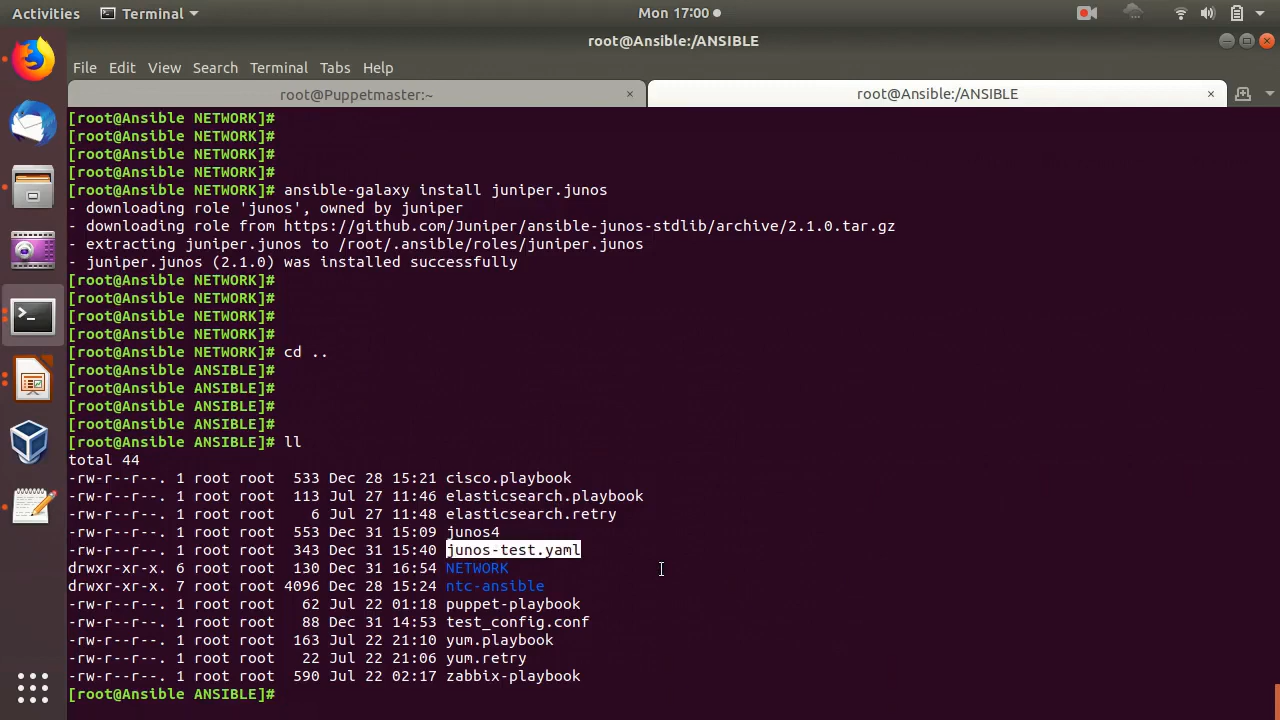 Activities Terminal Mon 17:00
root@Ansible:/ANSIBLE
File Edit View Search Terminal Tabs Help
root@Puppetmaster:~ × root@Ansible:/ANSIBLE ×
[root@Ansible NETWORK]#
[root@Ansible NETWORK]#
[root@Ansible NETWORK]#
[root@Ansible NETWORK]#
[root@Ansible NETWORK]# ansible-galaxy install juniper.junos
- downloading role 'junos', owned by juniper
- downloading role from https://github.com/Juniper/ansible-junos-stdlib/archive/2.1.0.tar.gz
- extracting juniper.junos to /root/.ansible/roles/juniper.junos
- juniper.junos (2.1.0) was installed successfully
[root@Ansible NETWORK]#
[root@Ansible NETWORK]#
[root@Ansible NETWORK]#
[root@Ansible NETWORK]#
[root@Ansible NETWORK]# cd ..
[root@Ansible ANSIBLE]#
[root@Ansible ANSIBLE]#
[root@Ansible ANSIBLE]#
[root@Ansible ANSIBLE]#
[root@Ansible ANSIBLE]# ll
total 44
-rw-r--r--. 1 root root 533 Dec 28 15:21 cisco.playbook
-rw-r--r--. 1 root root 113 Jul 27 11:46 elasticsearch.playbook
-rw-r--r--. 1 root root 6 Jul 27 11:48 elasticsearch.retry
-rw-r--r--. 1 root root 553 Dec 31 15:09 junos4
-rw-r--r--. 1 root root 343 Dec 31 15:40 junos-test.yaml
drwxr-xr-x. 6 root root 130 Dec 31 16:54 NETWORK
drwxr-xr-x. 7 root root 4096 Dec 28 15:24 ntc-ansible
-rw-r--r--. 1 root root 62 Jul 22 01:18 puppet-playbook
-rw-r--r--. 1 root root 88 Dec 31 14:53 test_config.conf
-rw-r--r--. 1 root root 163 Jul 22 21:10 yum.playbook
-rw-r--r--. 1 root root 22 Jul 22 21:06 yum.retry
-rw-r--r--. 1 root root 590 Jul 22 02:17 zabbix-playbook
[root@Ansible ANSIBLE]#